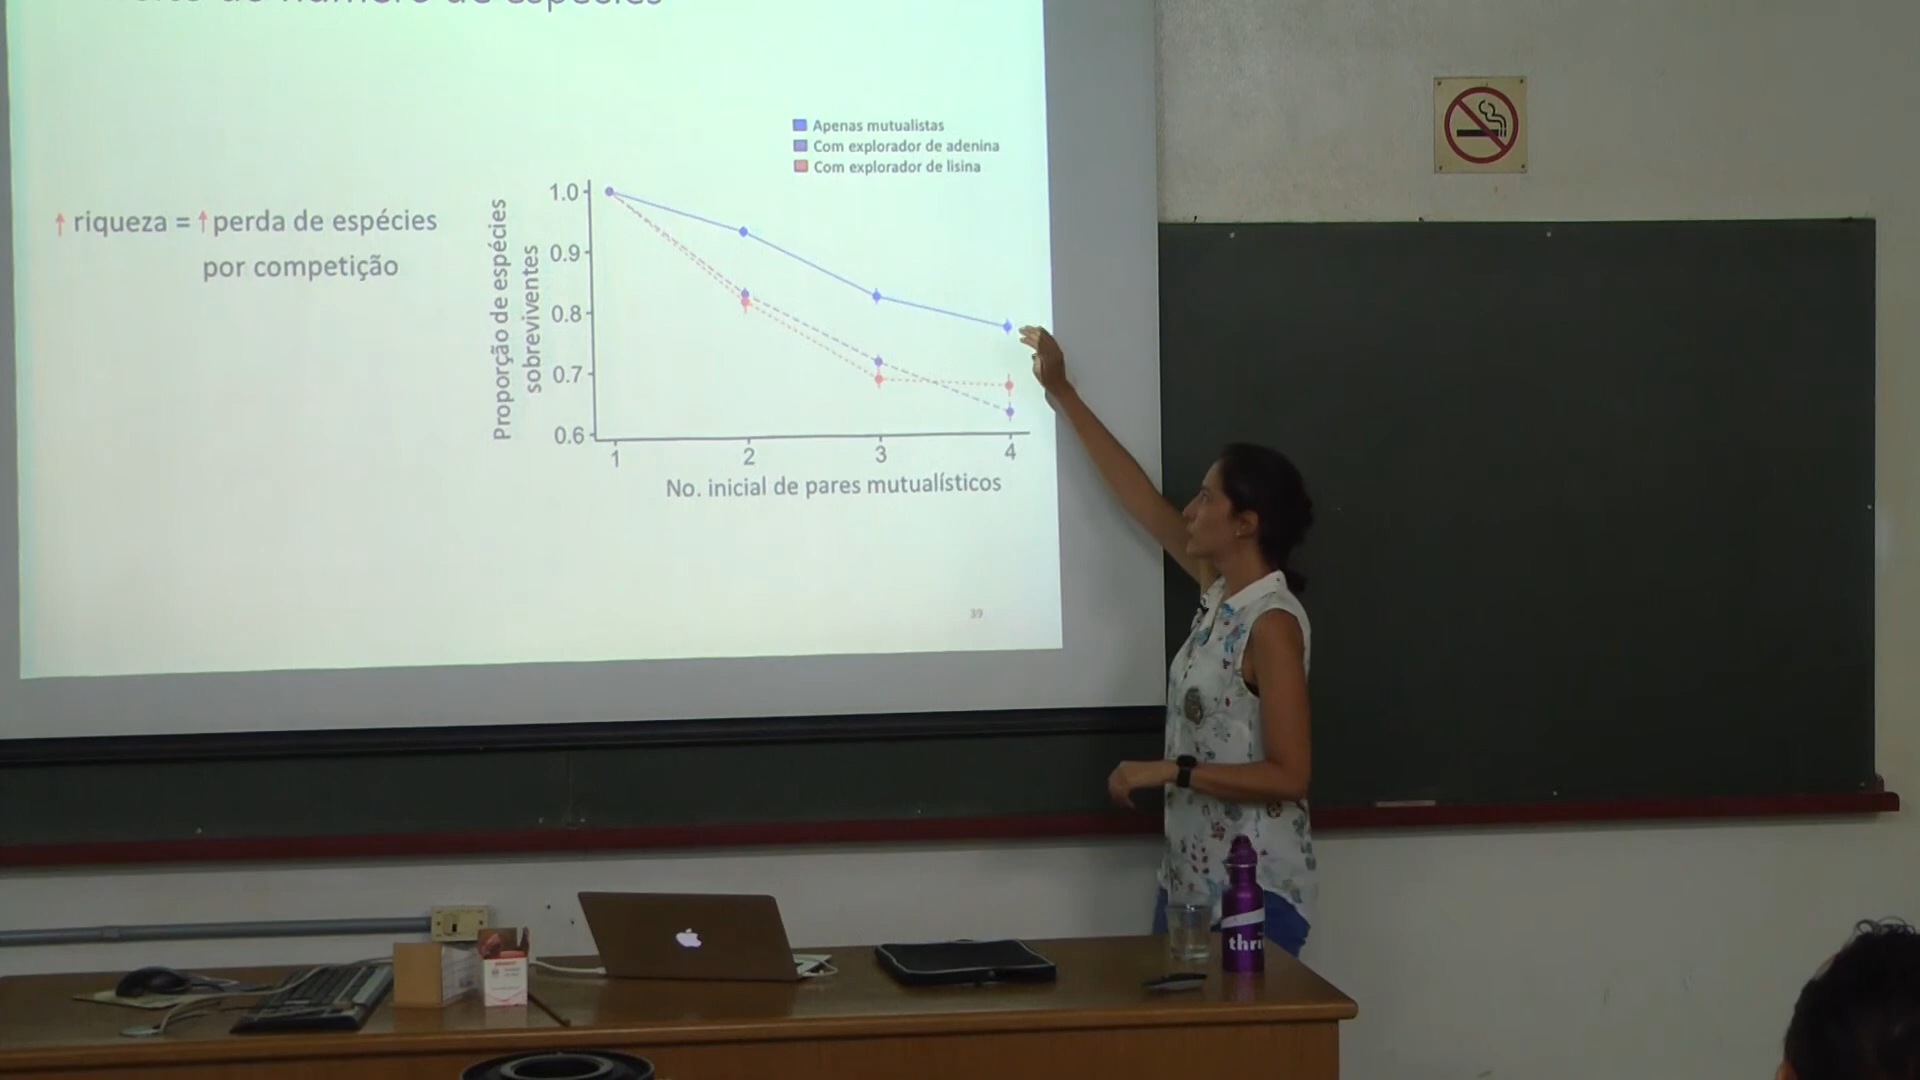 de espécies
Apenas mutualistas
Com explorador de adenina
Com explorador de lisina
↑ riqueza = ↑ perda de espécies
por competição
Proporção de espécies
sobreviventes
1.0
0.9
0.8
0.7
0.6
1 2 3 4
No. inicial de pares mutualísticos
39